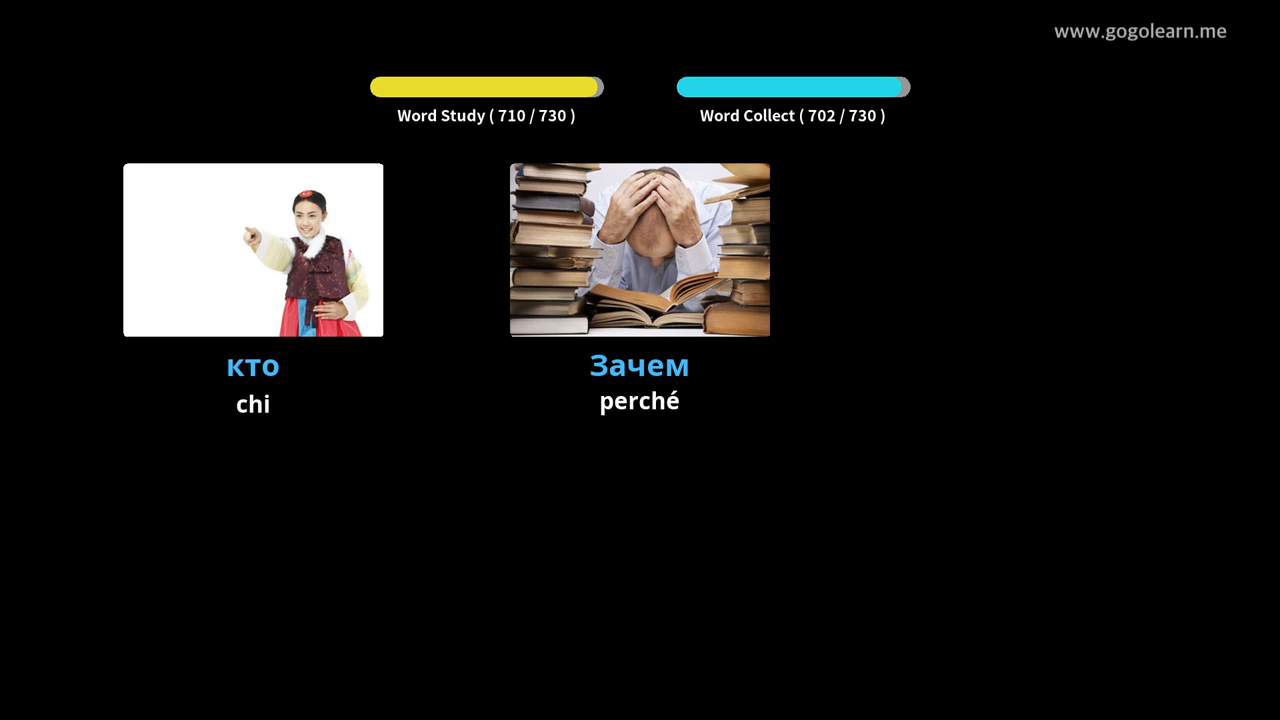 www.gogolearn.me
Word Study ( 710 / 730 )
Word Collect ( 702 / 730 )
кто
chi
Зачем
perché